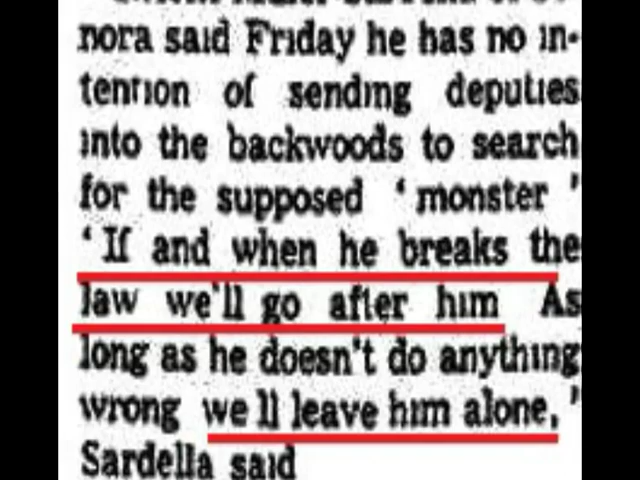 nora said Friday he has no in-
tention of sending deputies
into the backwoods to search
for the supposed ‘monster’
‘If and when he breaks the
law we'll go after him As
long as he doesn't do anything
wrong we ll leave him alone,’
Sardella said